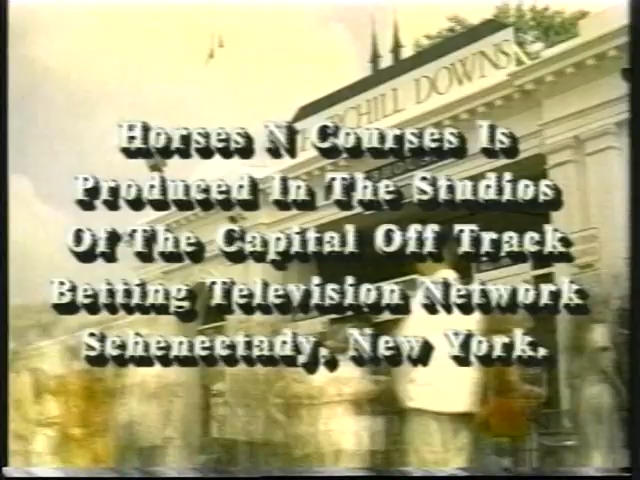 CHURCHILL DOWNS
Horses N Courses Is
Produced In The Studios
Of The Capital Off Track
Betting Television Network
Schenectady, New York.